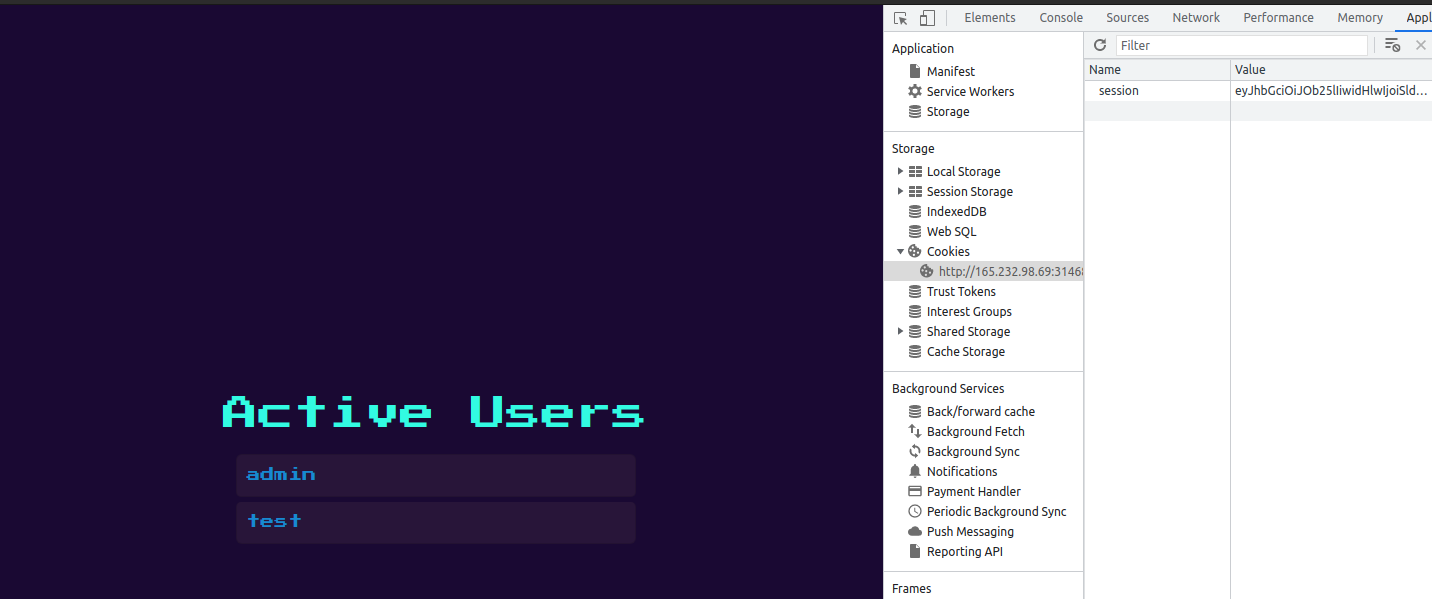 Elements Console Sources Network Performance Memory Appl
Application
Manifest
Service Workers
Storage
Storage
Local Storage
Session Storage
IndexedDB
Web SQL
Cookies
http://165.232.98.69:3146
Trust Tokens
Interest Groups
Shared Storage
Cache Storage
Background Services
Back/forward cache
Background Fetch
Background Sync
Notifications
Payment Handler
Periodic Background Sync
Push Messaging
Reporting API
Frames
Filter
Name Value
session eyJhbGciOiJOb25lIiwidHlwIjoiSld...
Active Users
admin
test